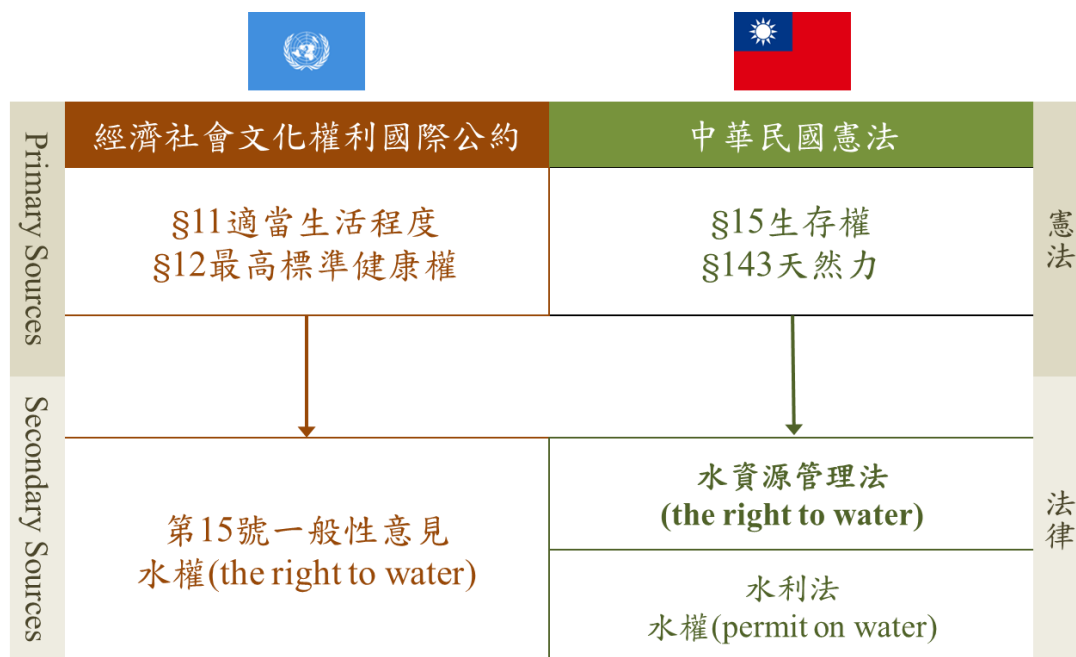 Primary Sources
經濟社會文化權利國際公約
中華民國憲法
§11適當生活程度
§12最高標準健康權
§15生存權
§143天然力
憲法
Secondary Sources
第15號一般性意見
水權(the right to water)
水資源管理法
(the right to water)
水利法
水權(permit on water)
法律